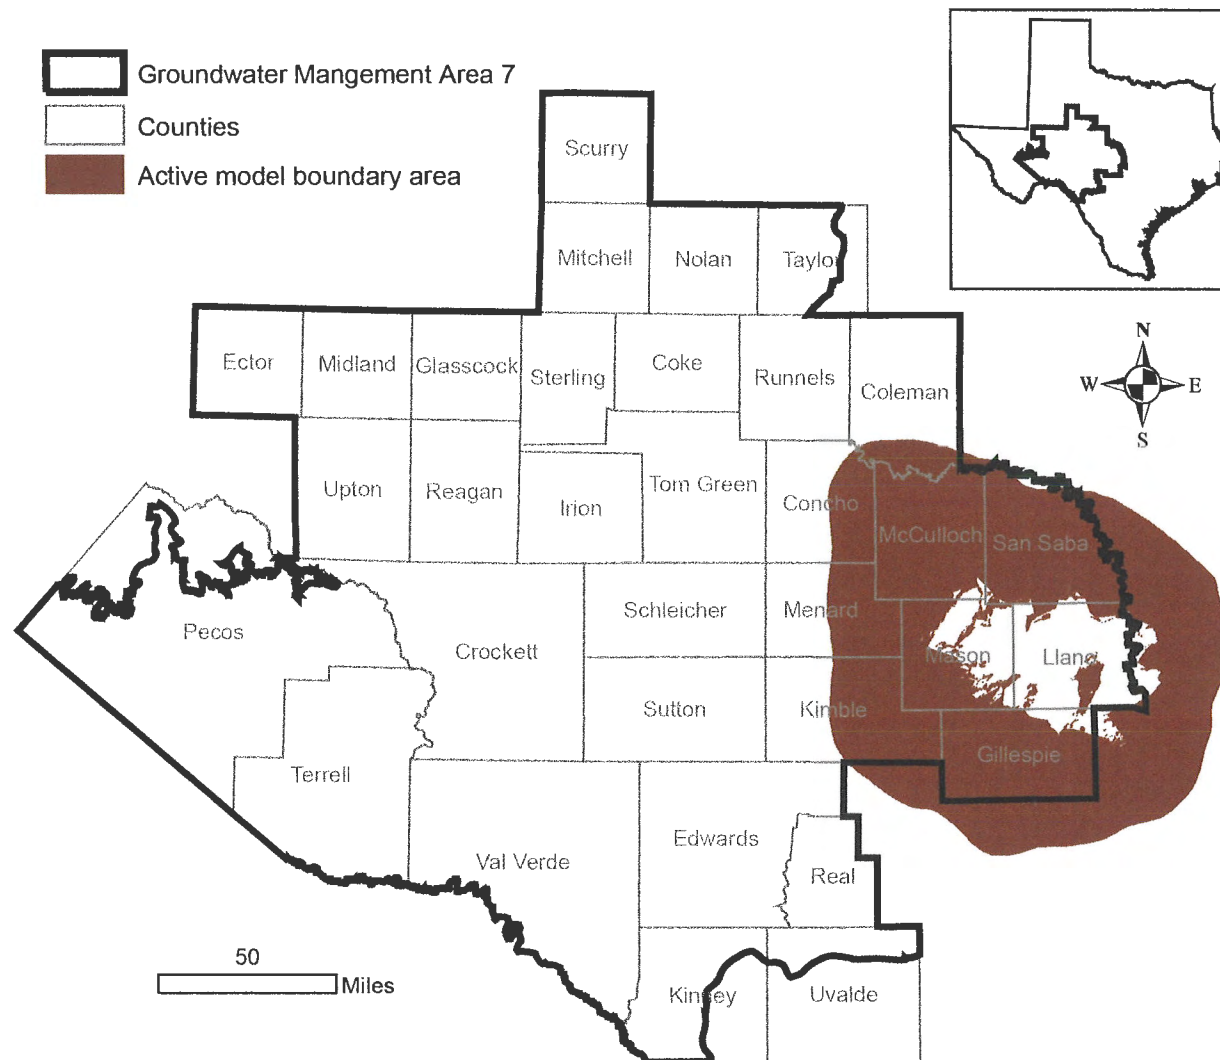 Groundwater Mangement Area 7
Counties
Active model boundary area
Scurry
Mitchell
Nolan
Taylor
Ector
Midland
Glasscock
Sterling
Coke
Runnels
Coleman
N
W
E
S
Upton
Reagan
Irion
Tom Green
Concho
McCulloch
San Saba
Pecos
Crockett
Schleicher
Menard
Mason
Llano
Sutton
Kimble
Gillespie
Terrell
Val Verde
Edwards
Real
50
Miles
Kinney
Uvalde